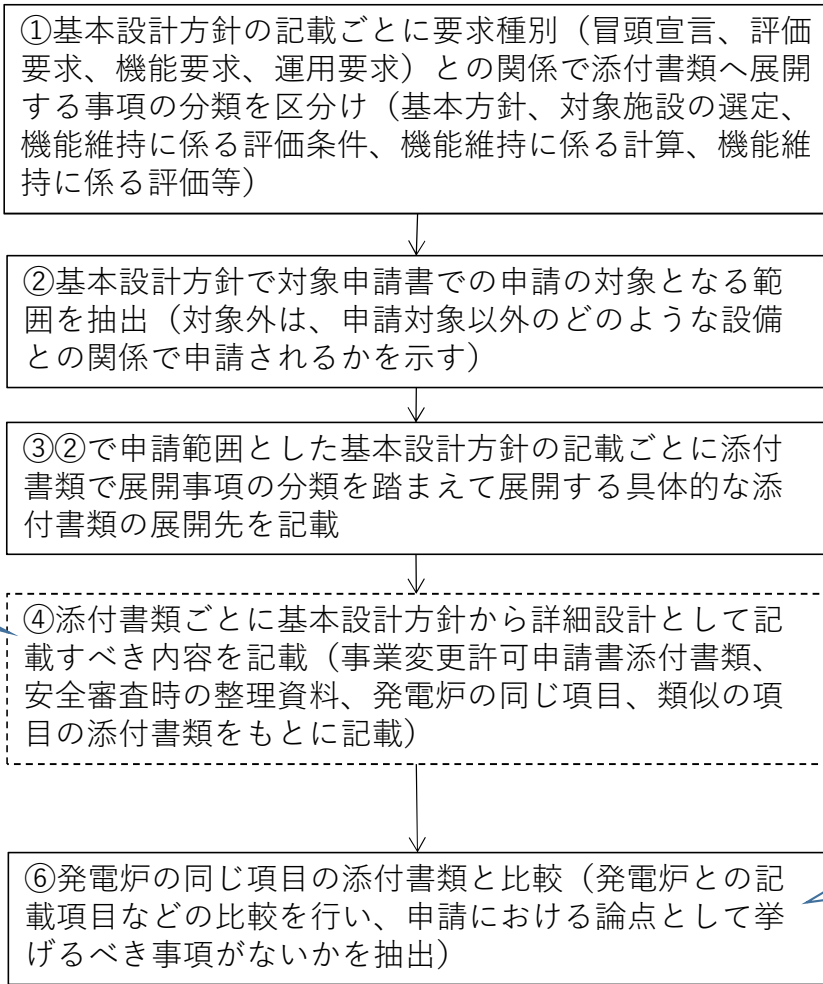 ①基本設計方針の記載ごとに要求種別（冒頭宣言、評価
要求、機能要求、運用要求）との関係で添付書類へ展開
する事項の分類を区分け（基本方針、対象施設の選定、
機能維持に係る評価条件、機能維持に係る計算、機能維
持に係る評価等）
②基本設計方針で対象申請書での申請の対象となる範
囲を抽出（対象外は、申請対象以外のどのような設備
との関係で申請されるかを示す）
③②で申請範囲とした基本設計方針の記載ごとに添付
書類で展開事項の分類を踏まえて展開する具体的な添
付書類の展開先を記載
④添付書類ごとに基本設計方針から詳細設計として記
載すべき内容を記載（事業変更許可申請書添付書類、
安全審査時の整理資料、発電炉の同じ項目、類似の項
目の添付書類をもとに記載）
⑥発電炉の同じ項目の添付書類と比較（発電炉との記
載項目などの比較を行い、申請における論点として挙
げるべき事項がないかを抽出）